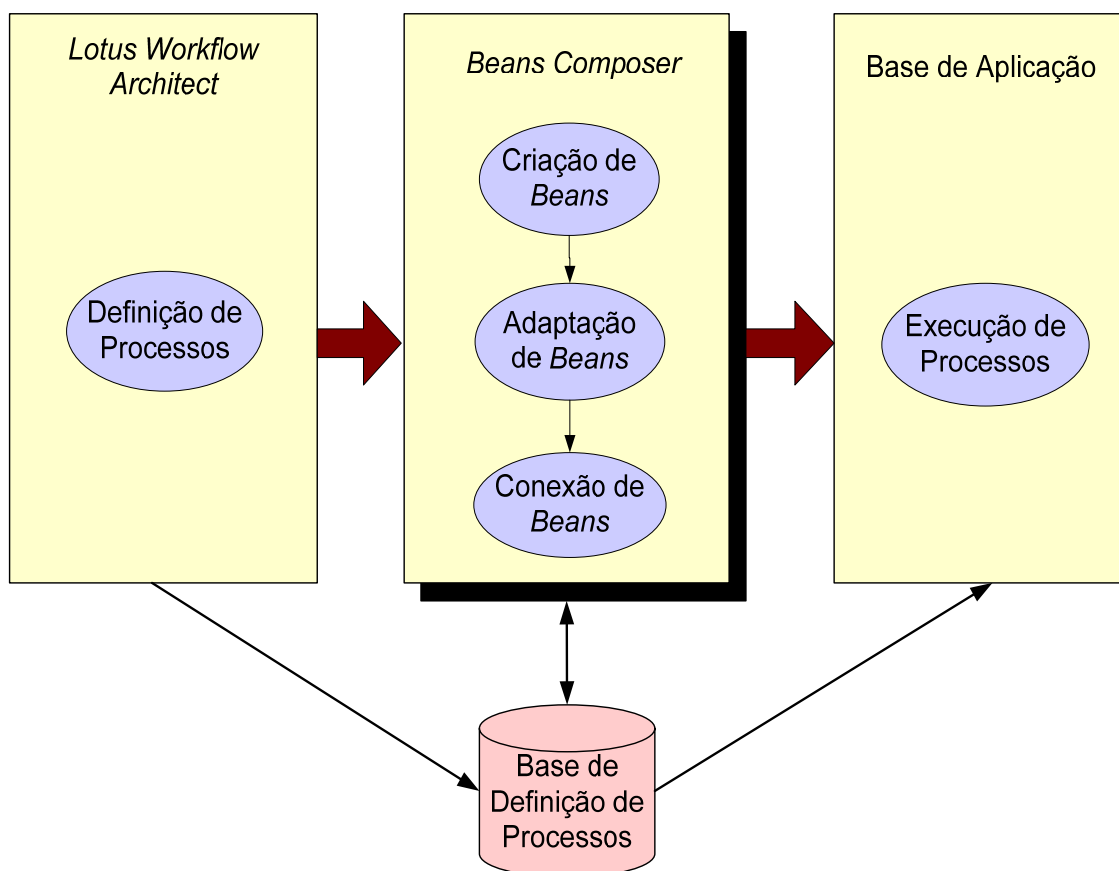 Lotus Workflow
Architect
Definição de
Processos
Beans Composer
Criação de
Beans
Adaptação
de Beans
Conexão de
Beans
Base de Aplicação
Execução de
Processos
Base de
Definição de
Processos